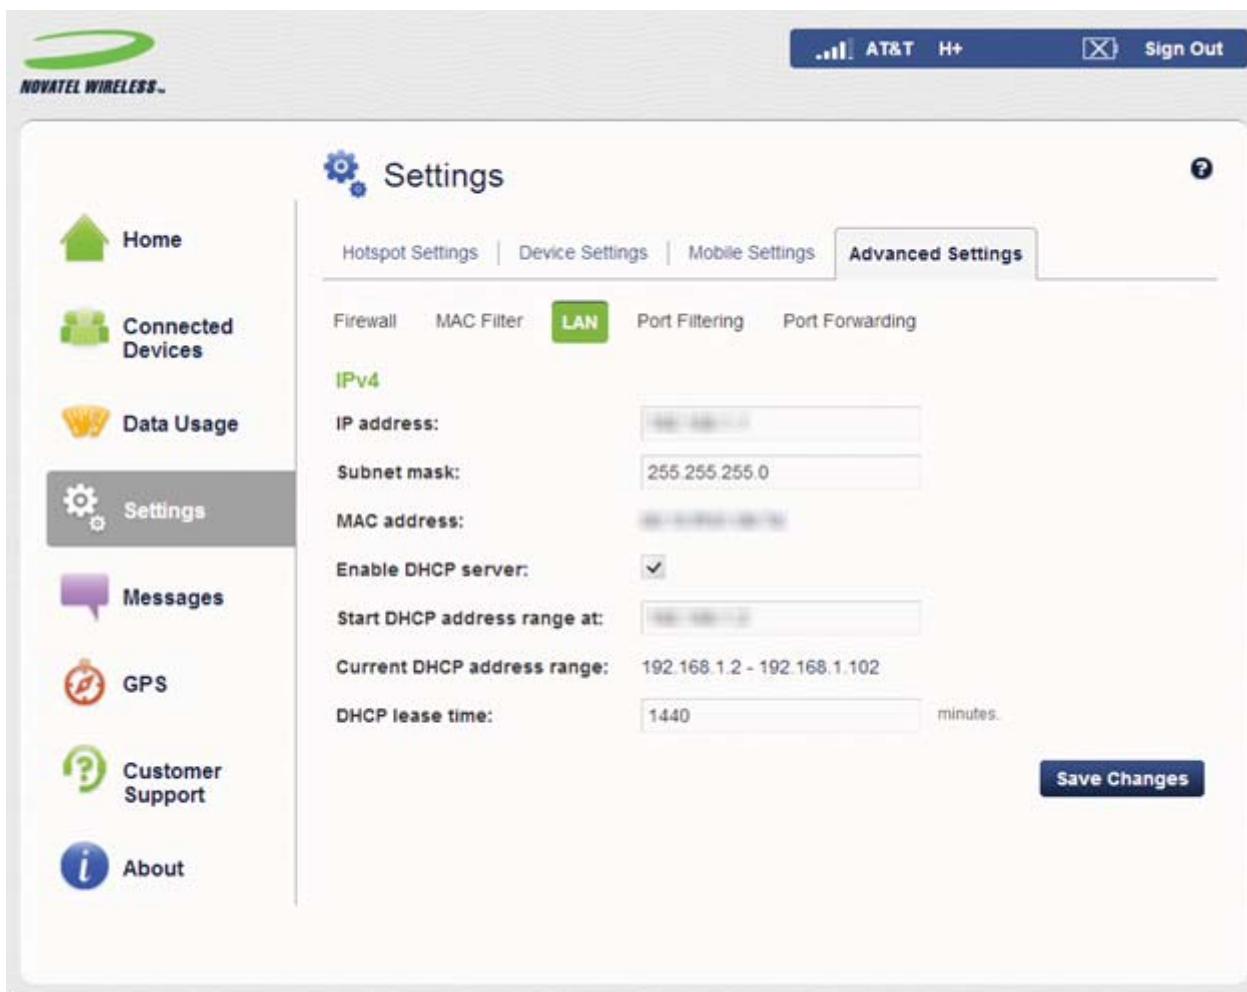 NOVATEL WIRELESS™
AT&T H+ Sign Out
Settings
Home
Connected
Devices
Data Usage
Settings
Messages
GPS
Customer
Support
About
Hotspot Settings | Device Settings | Mobile Settings Advanced Settings
Firewall MAC Filter LAN Port Filtering Port Forwarding
IPv4
IP address:
Subnet mask: 255.255.255.0
MAC address:
Enable DHCP server:
Start DHCP address range at:
Current DHCP address range: 192.168.1.2 - 192.168.1.102
DHCP lease time: 1440 minutes.
Save Changes